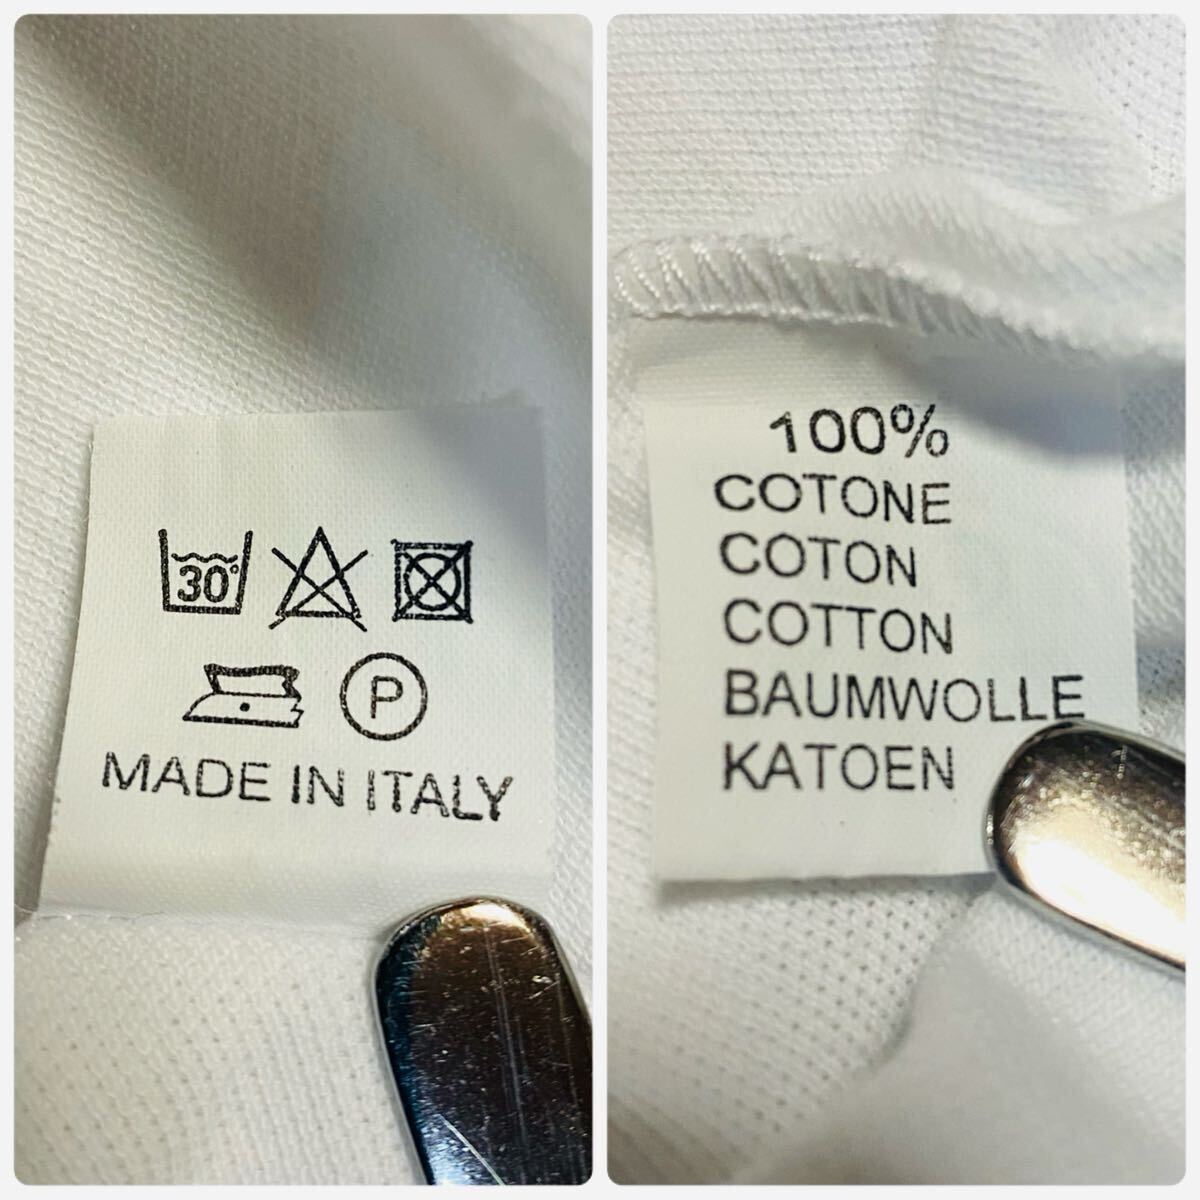 30°
P
MADE IN ITALY
100%
COTONE
COTON
COTTON
BAUMWOLLE
KATOEN